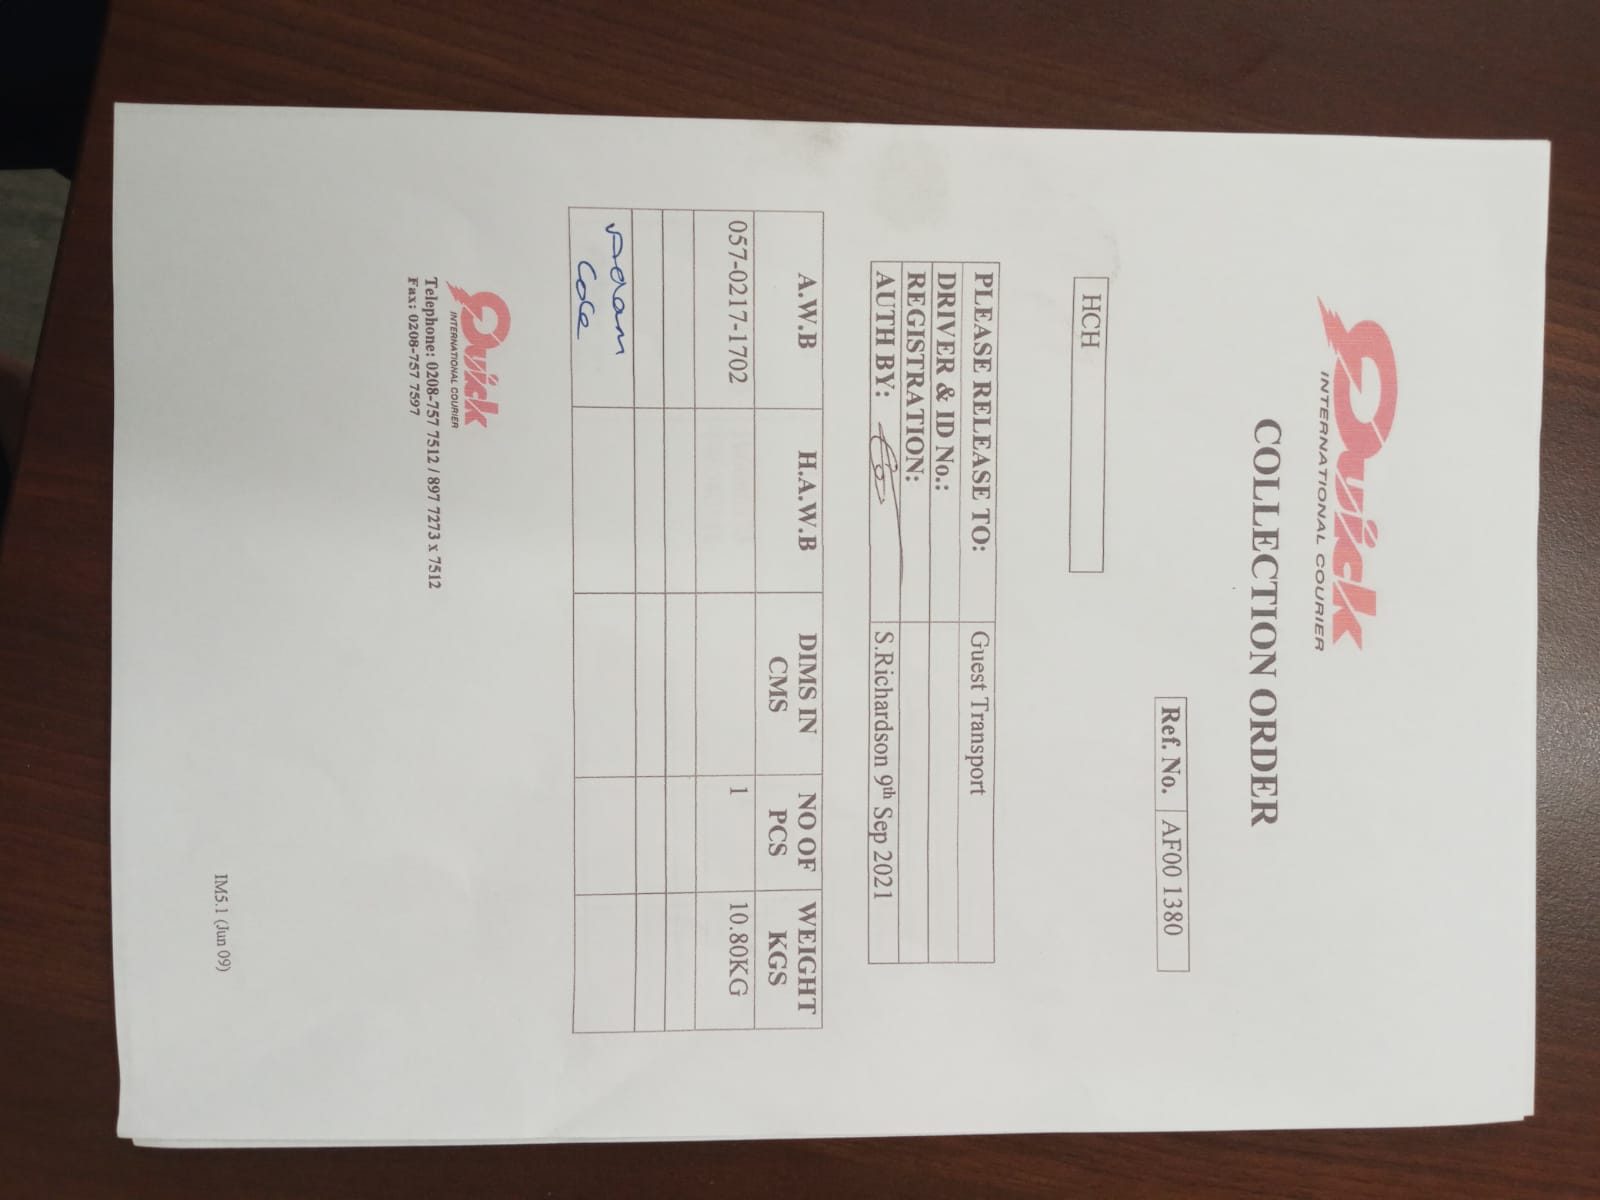 Quick
INTERNATIONAL COURIER
COLLECTION ORDER
Ref. No. AF00 1380
HCH
PLEASE RELEASE TO: Guest Transport
DRIVER & ID No.:
REGISTRATION:
AUTH BY: S.Richardson 9th Sep 2021
A.W.B H.A.W.B DIMS IN CMS NO OF PCS WEIGHT KGS
057-0217-1702 1 10.80KG
Adam
Cole
Quick
INTERNATIONAL COURIER
Telephone: 0208-757 7512 / 897 7273 x 7512
Fax: 0208-757 7597
IM5.1 (Jun 09)